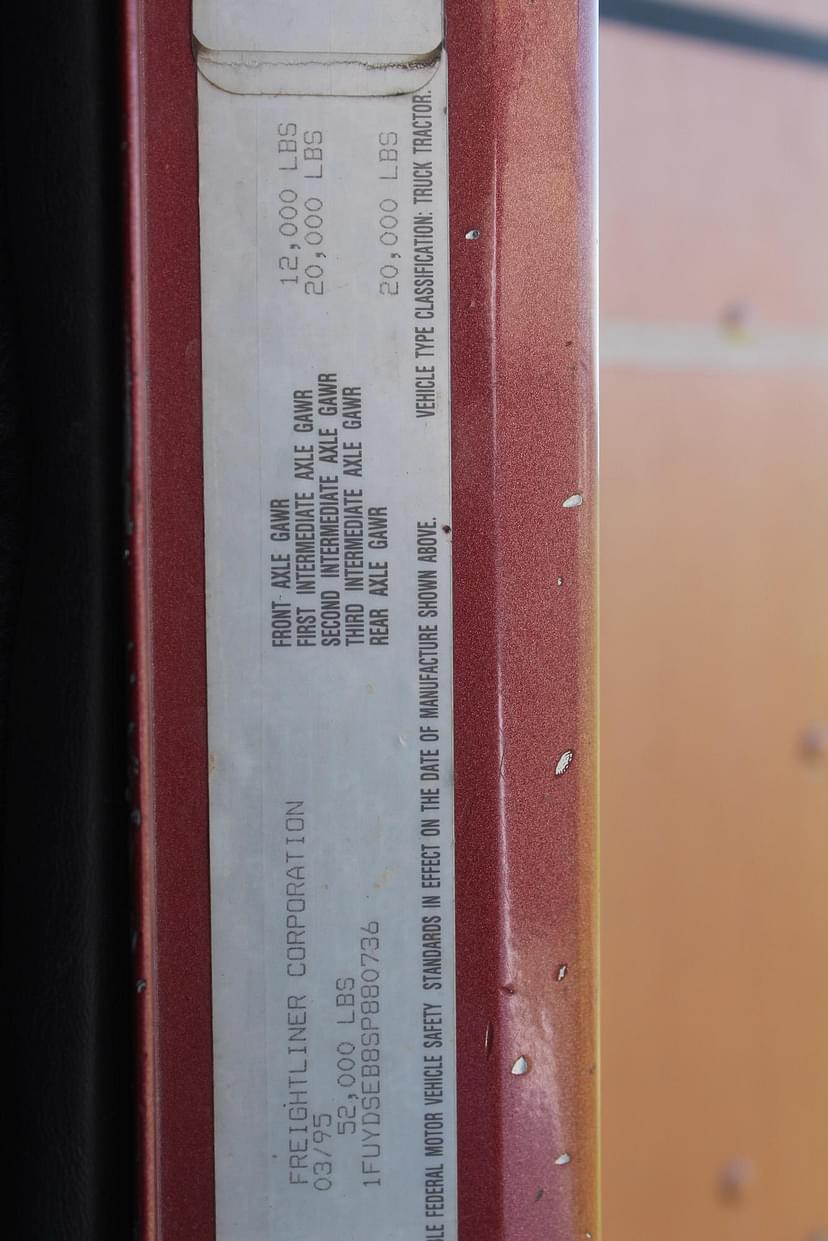 FREIGHTLINER CORPORATION
03/95
52,000 LBS
1FUYDSEB8SP880736
FRONT AXLE GAWR 12,000 LBS
FIRST INTERMEDIATE AXLE GAWR 20,000 LBS
SECOND INTERMEDIATE AXLE GAWR
THIRD INTERMEDIATE AXLE GAWR
REAR AXLE GAWR 20,000 LBS
FEDERAL MOTOR VEHICLE SAFETY STANDARDS IN EFFECT ON THE DATE OF MANUFACTURE SHOWN ABOVE. VEHICLE TYPE CLASSIFICATION: TRUCK TRACTOR.